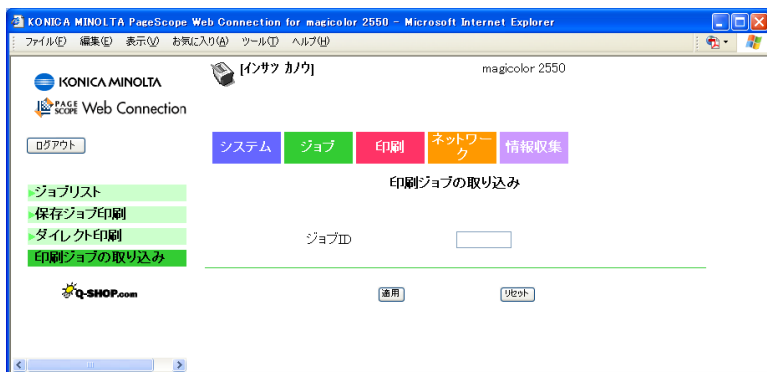 KONICA MINOLTA PageScope Web Connection for magicolor 2550 - Microsoft Internet Explorer
ファイル(F) 編集(E) 表示(V) お気に入り(A) ツール(T) ヘルプ(H)
KONICA MINOLTA
[インサツ カノウ]
magicolor 2550
PAGE SCOPE Web Connection
ログアウト
システム
ジョブ
印刷
ネットワー
ク
情報収集
印刷ジョブの取り込み
ジョブリスト
保存ジョブ印刷
ダイレクト印刷
印刷ジョブの取り込み
ジョブID
Q-SHOP.com
適用
リセット